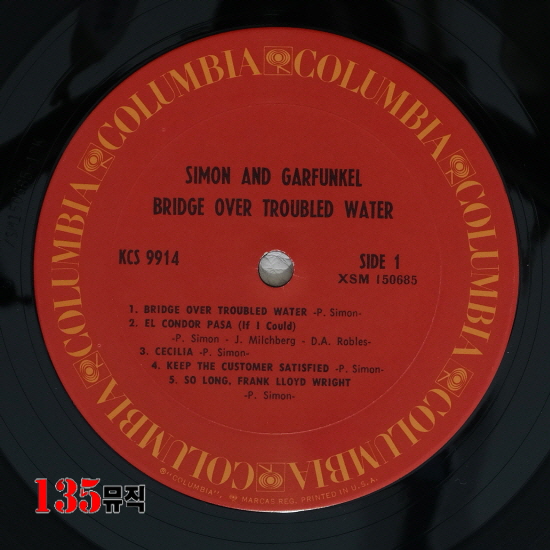 COLUMBIA COLUMBIA COLUMBIA COLUMBIA COLUMBIA COLUMBIA
SIMON AND GARFUNKEL
BRIDGE OVER TROUBLED WATER
KCS 9914
SIDE 1
XSM 150685
1. BRIDGE OVER TROUBLED WATER -P. Simon-
2. EL CONDOR PASA (If I Could)
-P. Simon - J. Milchberg - D.A. Robles-
3. CECILIA -P. Simon-
4. KEEP THE CUSTOMER SATISFIED -P. Simon-
5. SO LONG, FRANK LLOYD WRIGHT
-P. Simon-
®"COLUMBIA", MARCAS REG. PRINTED IN U.S.A.
135뮤직